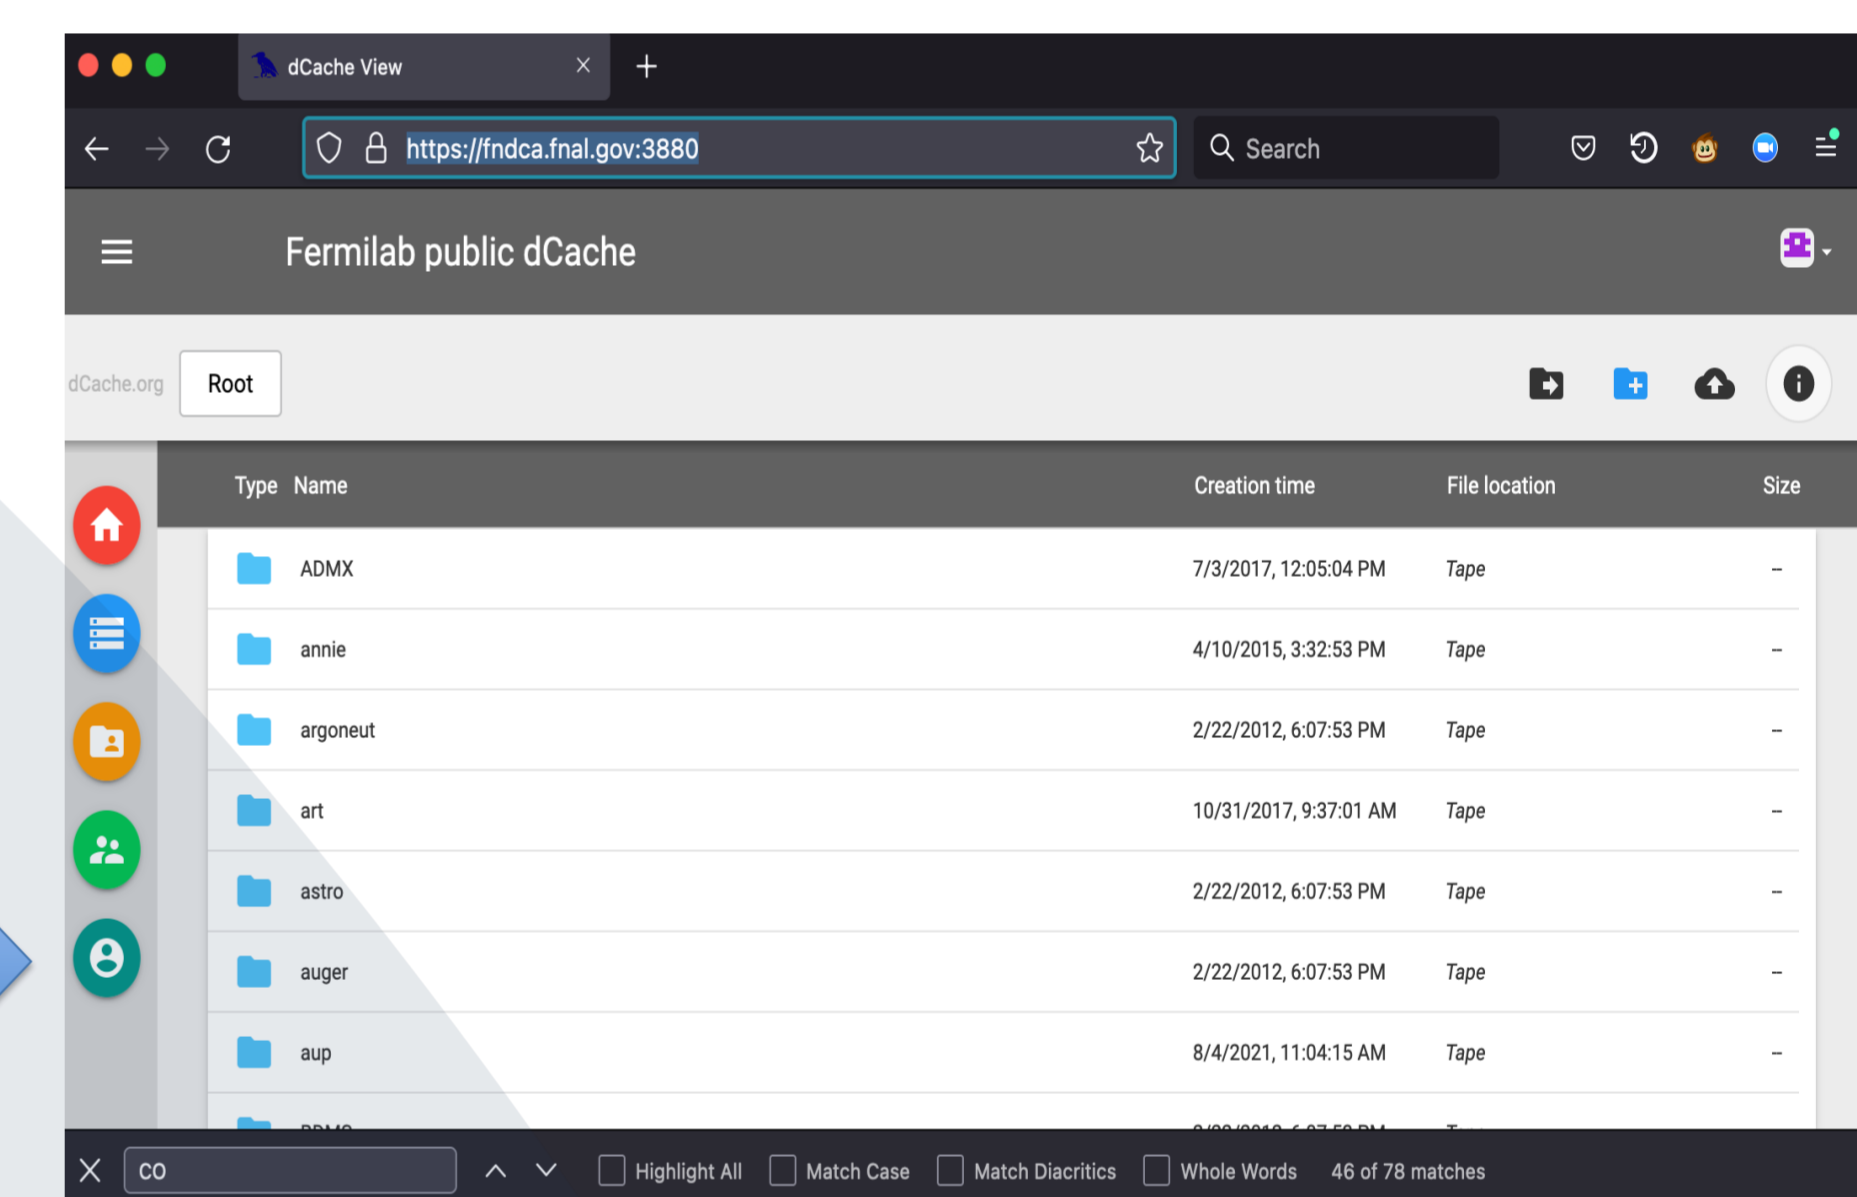 dCache View
https://fndca.fnal.gov:3880
Search
Fermilab public dCache
dCache.org Root
Type Name Creation time File location Size
ADMX 7/3/2017, 12:05:04 PM Tape --
annie 4/10/2015, 3:32:53 PM Tape --
argoneut 2/22/2012, 6:07:53 PM Tape --
art 10/31/2017, 9:37:01 AM Tape --
astro 2/22/2012, 6:07:53 PM Tape --
auger 2/22/2012, 6:07:53 PM Tape --
aup 8/4/2021, 11:04:15 AM Tape --
CO Highlight All Match Case Match Diacritics Whole Words 46 of 78 matches